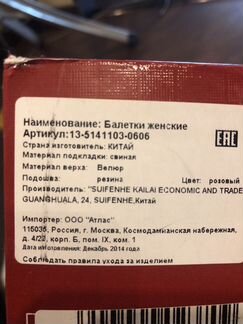 Наименование: Балетки женские
Артикул:13-5141103-0606
EAC
Страна изготовитель: КИТАЙ
Материал подкладки: свиная
Материал верха: Велюр
Подошва: резина Цвет: розовый
Производитель: "SUIFENHE KAILAI ECONOMIC AND TRADE
GUANGHUALA, 24, SUIFENHE,Китай
Импортер: ООО "Атлас"
115035, Россия, г. Москва, Космодамианская набережная,
д. 4/22, корп. Б, пом. IX, ком. 1
Дата изготовления: Декабрь 2014 года
Соблюдать правила ухода за изделием